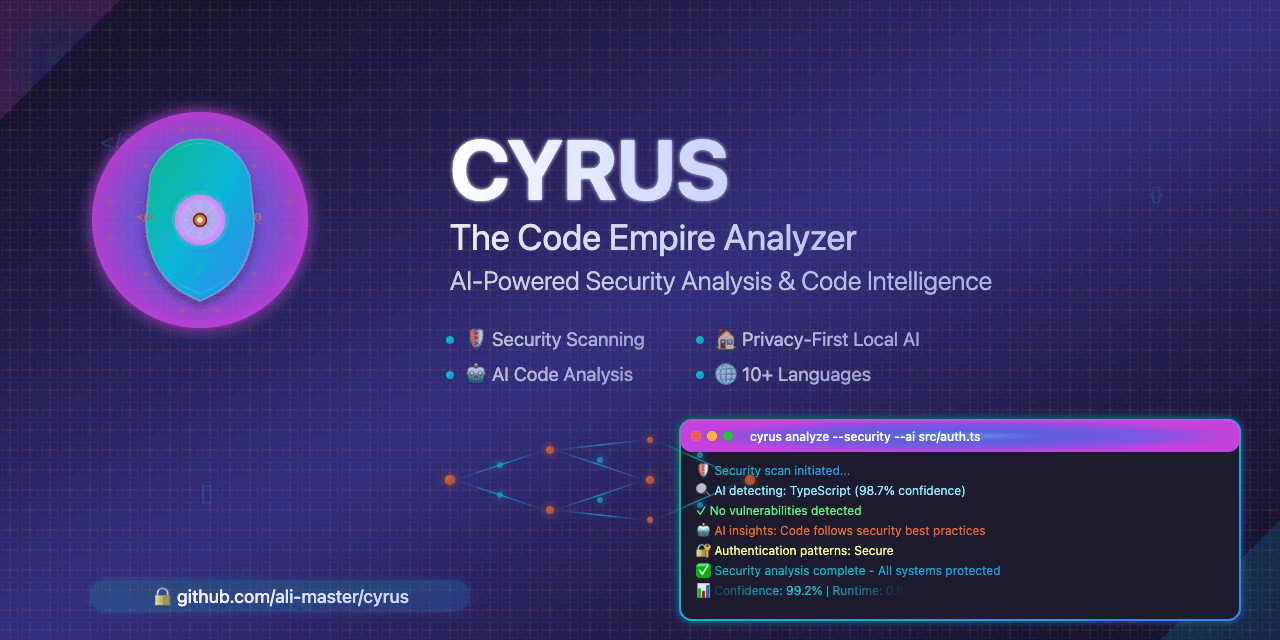 </>
</>
{}
CYRUS
The Code Empire Analyzer
AI-Powered Security Analysis & Code Intelligence
{}
🛡️ Security Scanning
🏠 Privacy-First Local AI
🤖 AI Code Analysis
🌐 10+ Languages
cyrus analyze --security --ai src/auth.ts
🛡️ Security scan initiated...
🔍 AI detecting: TypeScript (98.7% confidence)
✓ No vulnerabilities detected
🤖 AI insights: Code follows security best practices
🔐 Authentication patterns: Secure
✅ Security analysis complete - All systems protected
📊 Confidence: 99.2% | Runtime:
[]
🔒 github.com/ali-master/cyrus